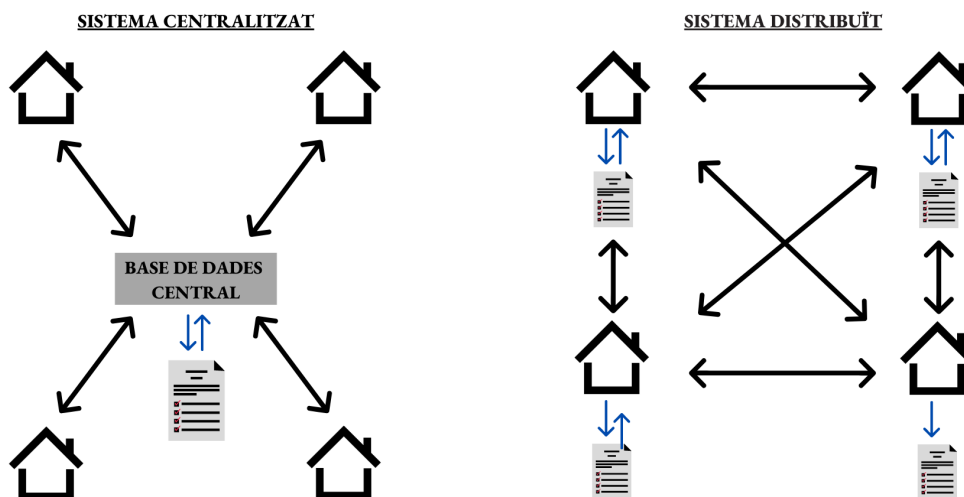 SISTEMA CENTRALITZAT
SISTEMA DISTRIBUÏT
BASE DE DADES
CENTRAL